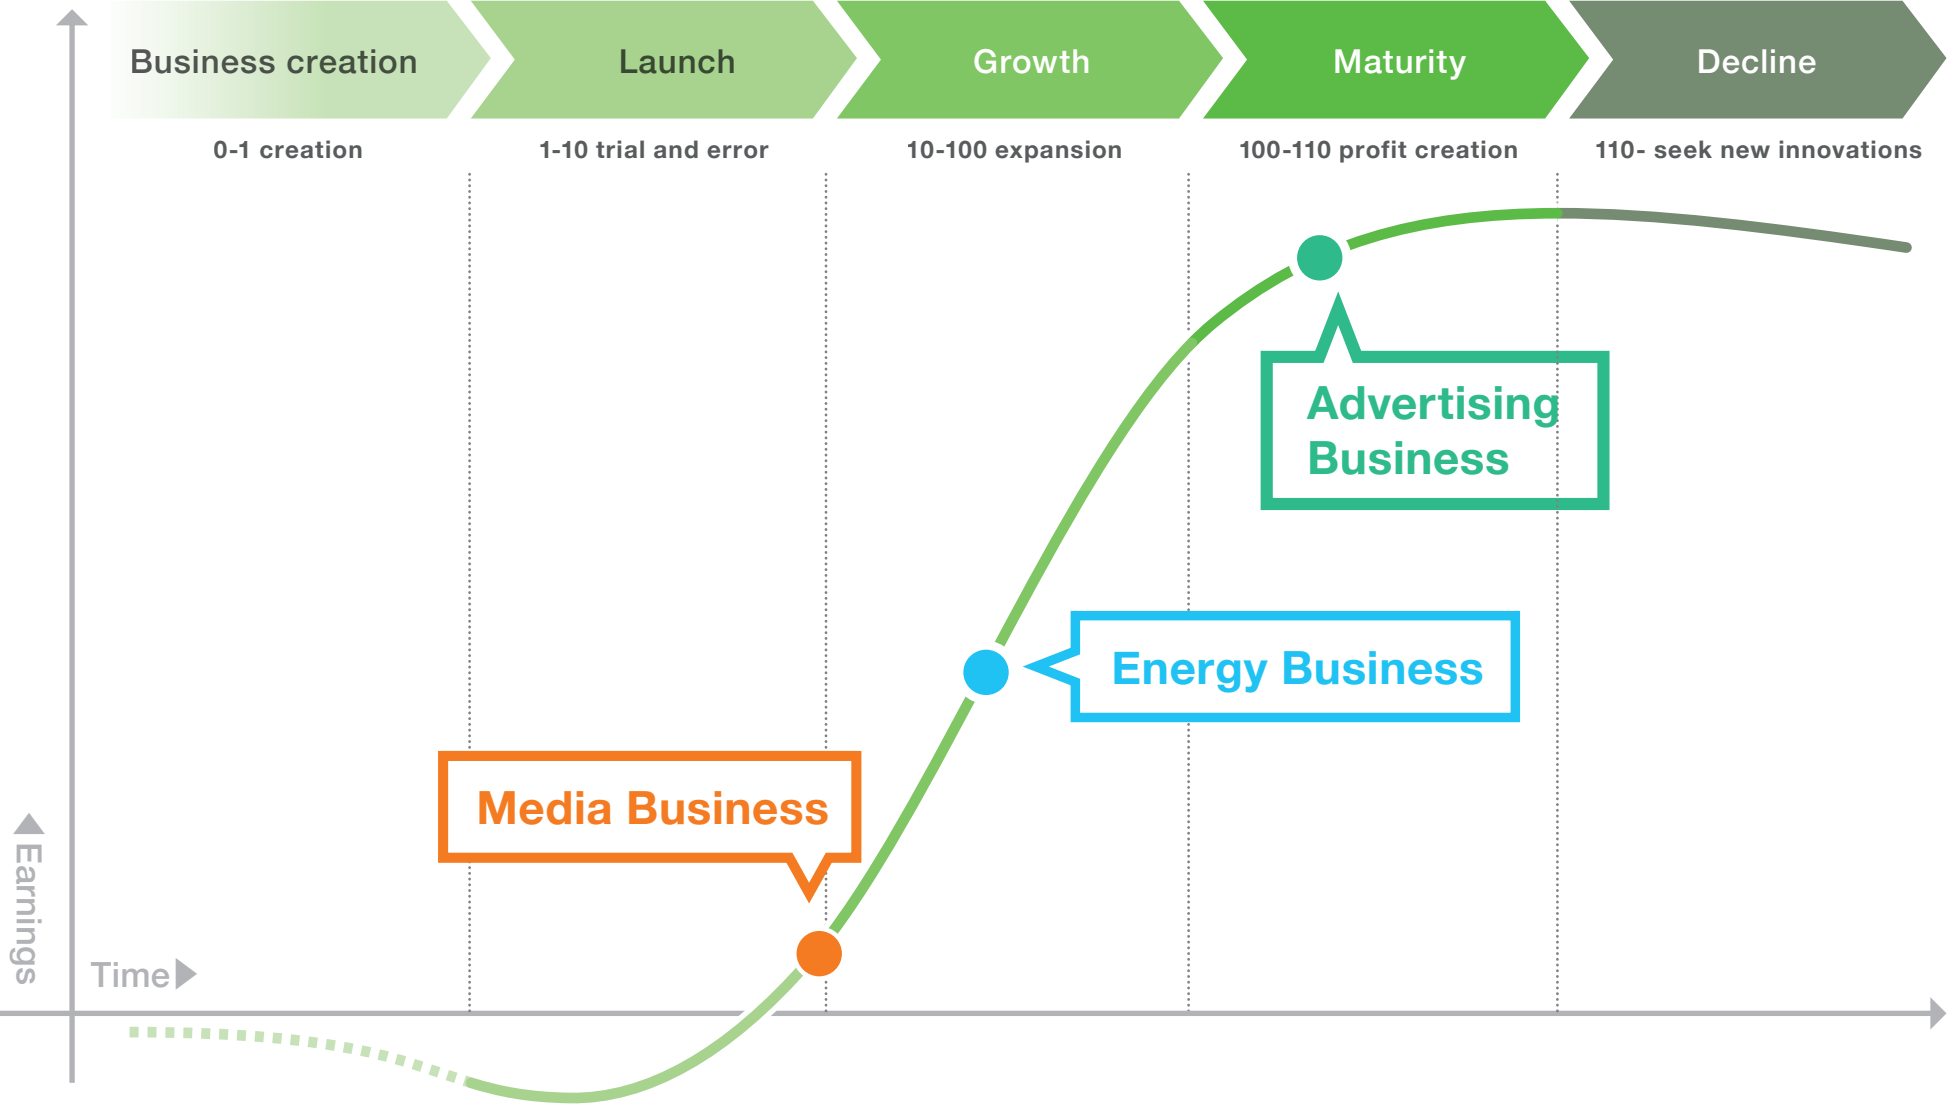 Business creation
Launch
Growth
Maturity
Decline
0-1 creation
1-10 trial and error
10-100 expansion
100-110 profit creation
110- seek new innovations
Advertising
Business
Energy Business
Media Business
Earnings
Time